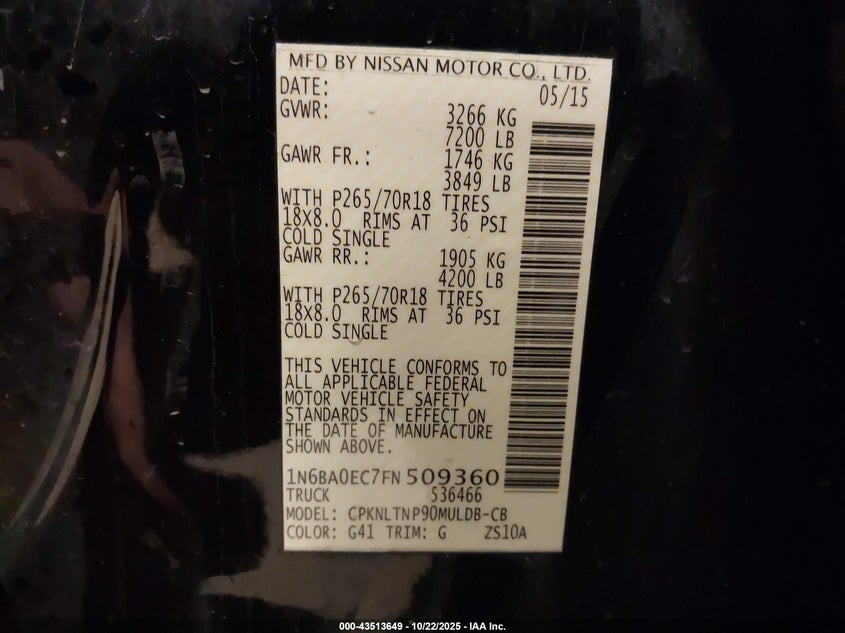 MFD BY NISSAN MOTOR CO., LTD.
DATE: 05/15
GVWR: 3266 KG
7200 LB
GAWR FR.: 1746 KG
3849 LB
WITH P265/70R18 TIRES
18X8.0 RIMS AT 36 PSI
COLD SINGLE
GAWR RR.: 1905 KG
4200 LB
WITH P265/70R18 TIRES
18X8.0 RIMS AT 36 PSI
COLD SINGLE
THIS VEHICLE CONFORMS TO
ALL APPLICABLE FEDERAL
MOTOR VEHICLE SAFETY
STANDARDS IN EFFECT ON
THE DATE OF MANUFACTURE
SHOWN ABOVE.
1N6BA0EC7FN509360
TRUCK 536466
MODEL: CPKNLTNP90MULDB-CB
COLOR: G41 TRIM: G ZS10A
000-43513649 - 10/22/2025 - IAA Inc.